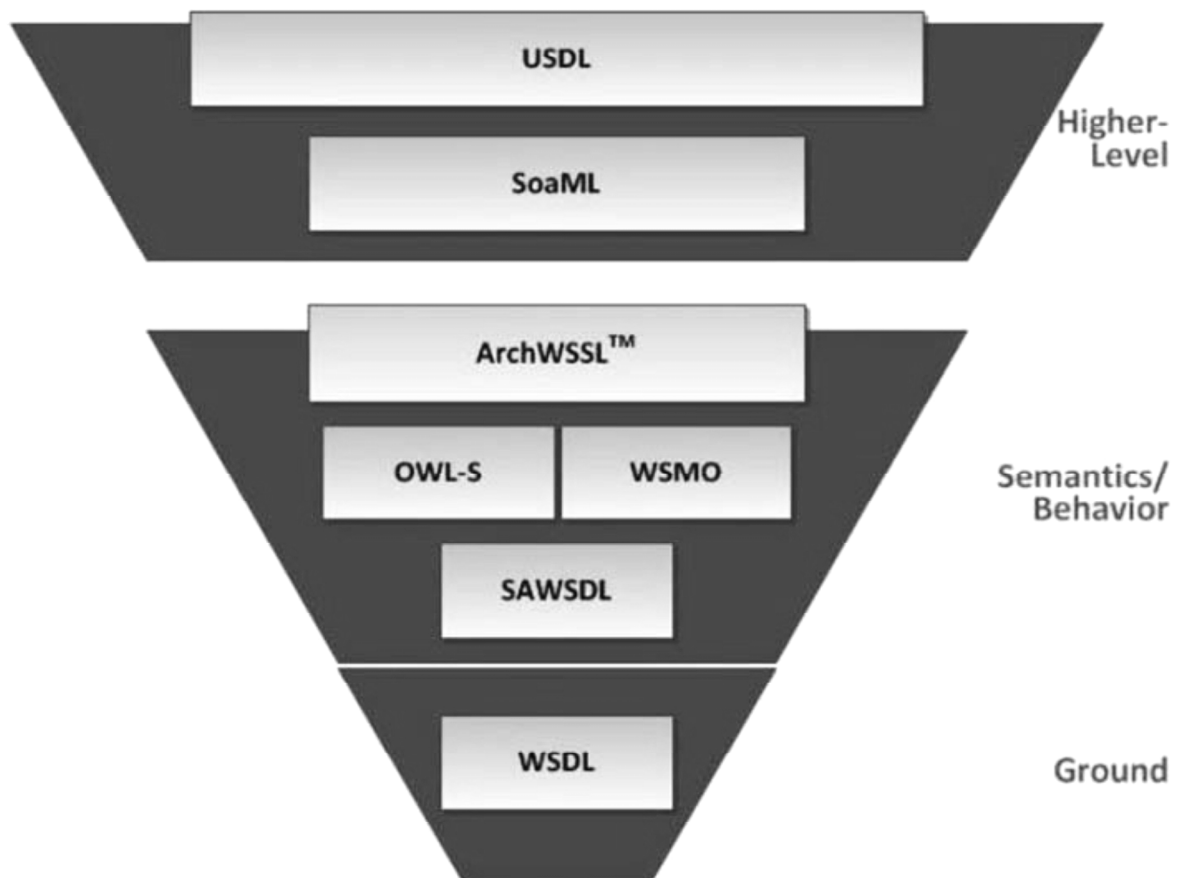 USDL
Higher-
Level
SoaML
ArchWSSL™
OWL-S WSMO
Semantics/
Behavior
SAWSDL
WSDL
Ground